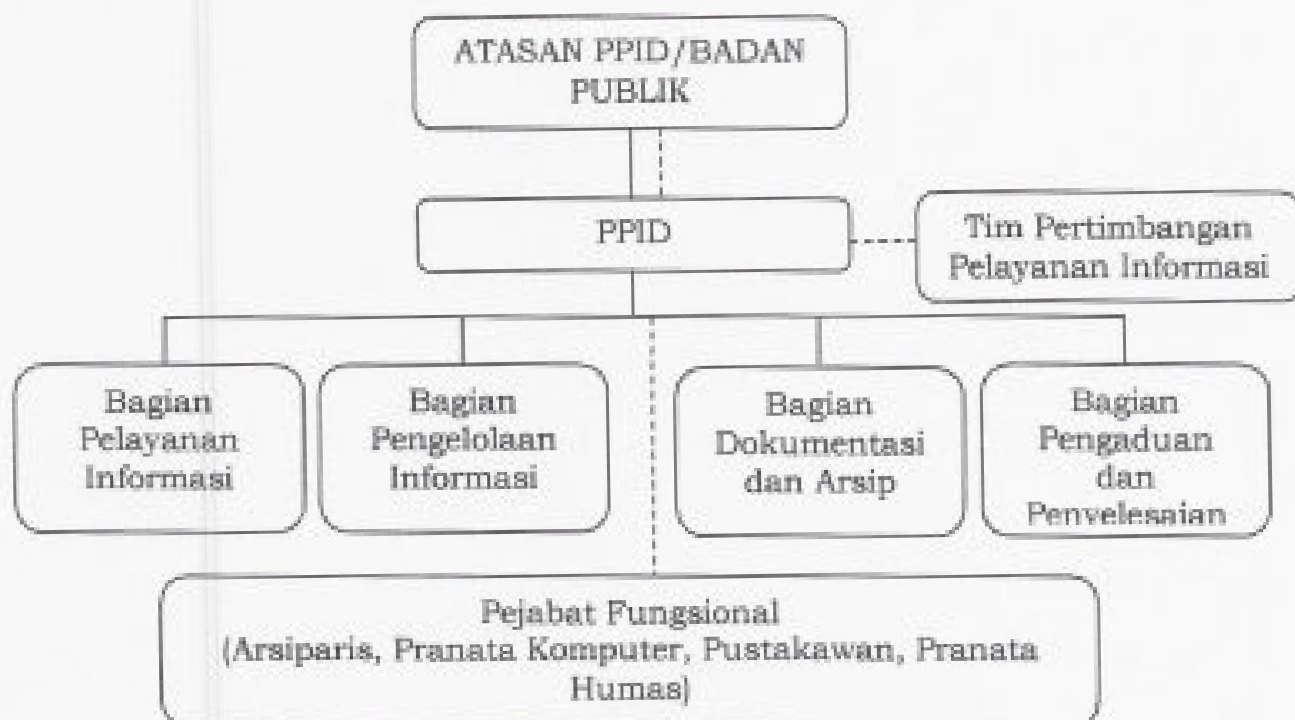 ATASAN PPID/BADAN
PUBLIK
PPID
Tim Pertimbangan
Pelayanan Informasi
Bagian
Pelayanan
Informasi
Bagian
Pengelolaan
Informasi
Bagian
Dokumentasi
dan Arsip
Bagian
Pengaduan
dan
Penyelesaian
Pejabat Fungsional
(Arsiparis, Pranata Komputer, Pustakawan, Pranata
Humas)